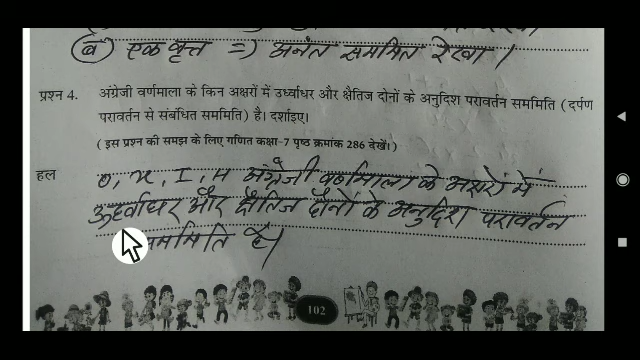 (ब) एक वृत्त => अनंत सममित रेखा।
प्रश्न 4. अंग्रेजी वर्णमाला के किन अक्षरों में उर्ध्वाधर और क्षैतिज दोनों के अनुदिश परावर्तन सममिति (दर्पण
परावर्तन से संबंधित सममिति) है। दर्शाइए।
(इस प्रश्न की समझ के लिए गणित कक्षा-7 पृष्ठ क्रमांक 286 देखें।)
हल O, x, I, H अंग्रेजी वर्णमाला के अक्षरों में
ऊर्ध्वाधर और क्षैतिज दोनों के अनुदिश परावर्तन
सममिति है।
102